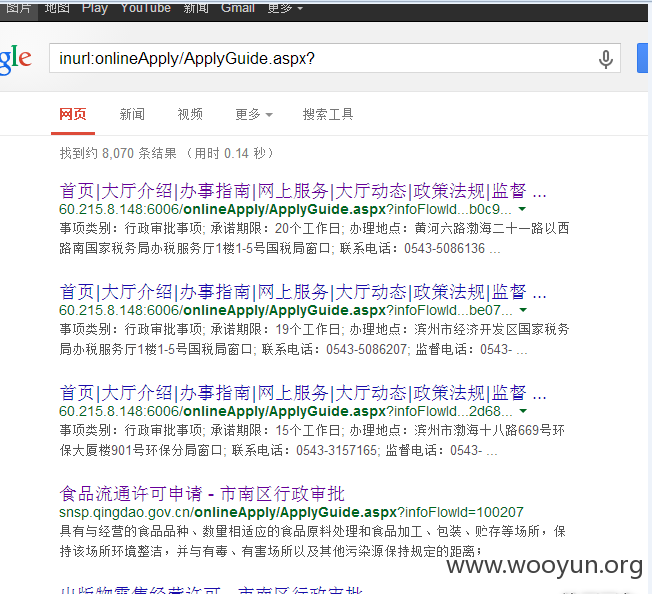 图片 地图 Play YouTube 新闻 Gmail 更多
gle inurl:onlineApply/ApplyGuide.aspx?
网页 新闻 视频 更多 搜索工具
找到约 8,070 条结果 （用时 0.14 秒）
首页|大厅介绍|办事指南|网上服务|大厅动态|政策法规|监督 ...
60.215.8.148:6006/onlineApply/ApplyGuide.aspx?infoFlowId...b0c9...
事项类别：行政审批事项; 承诺期限：20个工作日; 办理地点：黄河六路渤海二十一路以西
路南国家税务局办税服务厅1楼1-5号国税局窗口; 联系电话：0543-5086136 ...
首页|大厅介绍|办事指南|网上服务|大厅动态|政策法规|监督 ...
60.215.8.148:6006/onlineApply/ApplyGuide.aspx?infoFlowId...be07...
事项类别：行政审批事项; 承诺期限：19个工作日; 办理地点：滨州市经济开发区国家税务
局办税服务厅1楼1-5号国税局窗口; 联系电话：0543-5086207; 监督电话：0543- ...
首页|大厅介绍|办事指南|网上服务|大厅动态|政策法规|监督 ...
60.215.8.148:6006/onlineApply/ApplyGuide.aspx?infoFlowId...2d68...
事项类别：行政审批事项; 承诺期限：15个工作日; 办理地点：滨州市渤海十八路669号环
保大厦楼901号环保分局窗口; 联系电话：0543-3157165; 监督电话：0543- ...
食品流通许可申请 - 市南区行政审批
snsp.qingdao.gov.cn/onlineApply/ApplyGuide.aspx?infoFlowId=100207
具有与经营的食品品种、数量相适应的食品原料处理和食品加工、包装、贮存等场所，保
持该场所环境整洁，并与有毒、有害场所以及其他污染源保持规定的距离；
www.wooyun.org
出版物零售经营许可 - 市南区行政审批